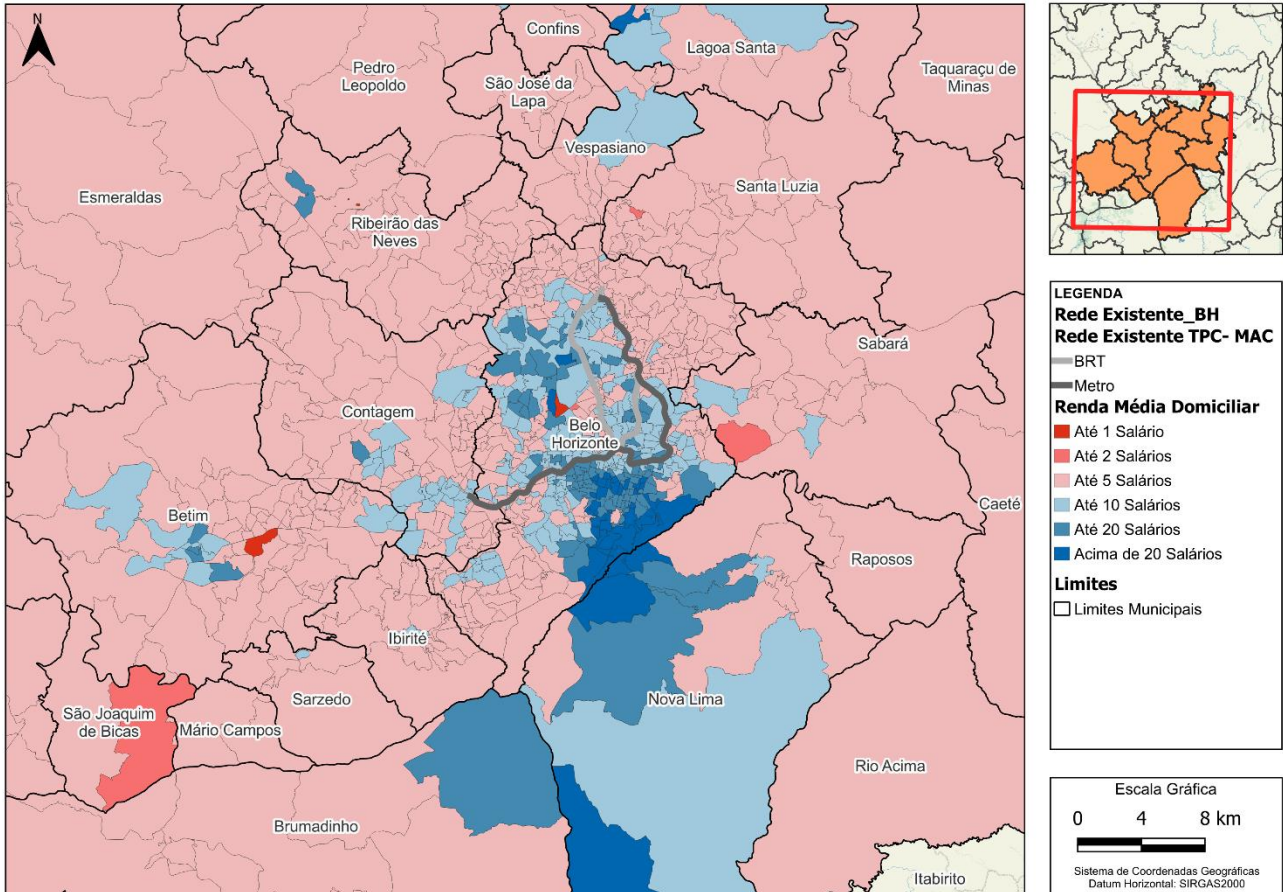 N
Confins
Lagoa Santa
Pedro
Leopoldo
São José da
Lapa
Taquaraçu de
Minas
Vespasiano
Esmeraldas
Santa Luzia
Ribeirão das
Neves
Sabará
Contagem
Belo
Horizonte
Caeté
Betim
Raposos
Ibirité
Sarzedo
Nova Lima
São Joaquim
de Bicas
Mário Campos
Rio Acima
Brumadinho
Itabirito
LEGENDA
Rede Existente_BH
Rede Existente TPC- MAC
BRT
Metro
Renda Média Domiciliar
Até 1 Salário
Até 2 Salários
Até 5 Salários
Até 10 Salários
Até 20 Salários
Acima de 20 Salários
Limites
Limites Municipais
Escala Gráfica
0 4 8 km
Sistema de Coordenadas Geográficas
Datum Horizontal: SIRGAS2000